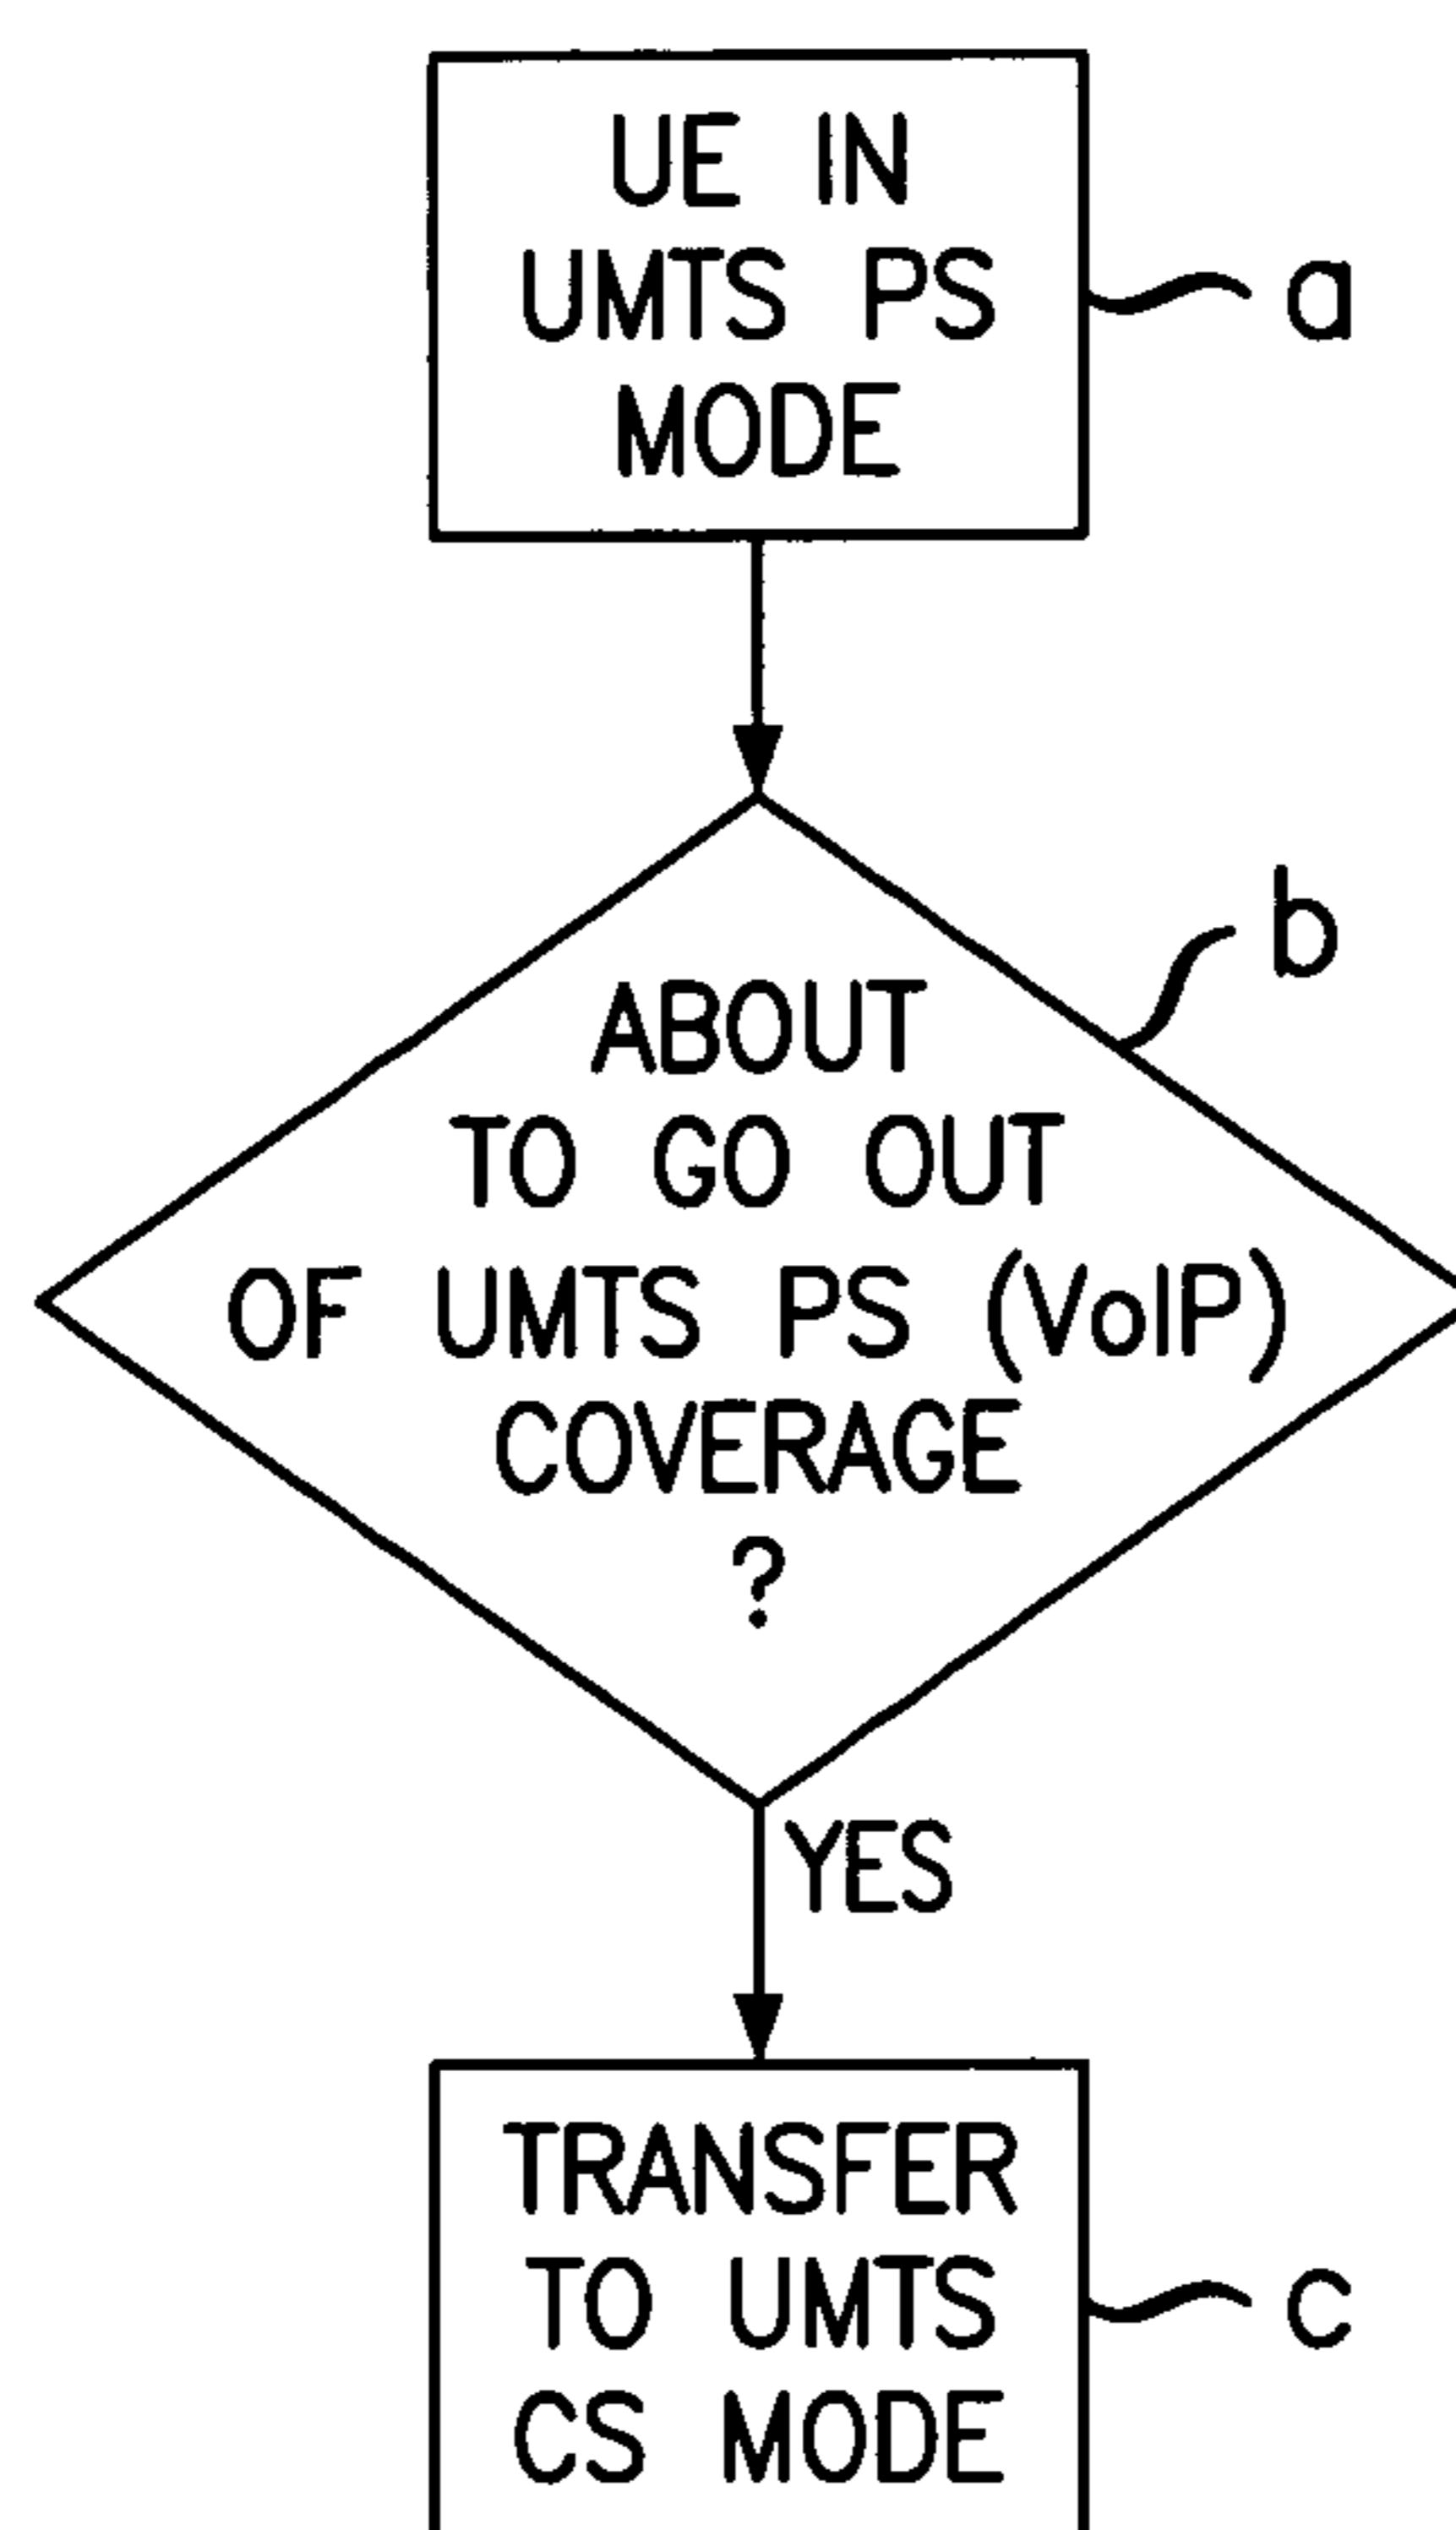 UE IN
UMTS PS
MODE
a
b
ABOUT
TO GO OUT
OF UMTS PS (VoIP)
COVERAGE
?
YES
TRANSFER
TO UMTS
CS MODE
c